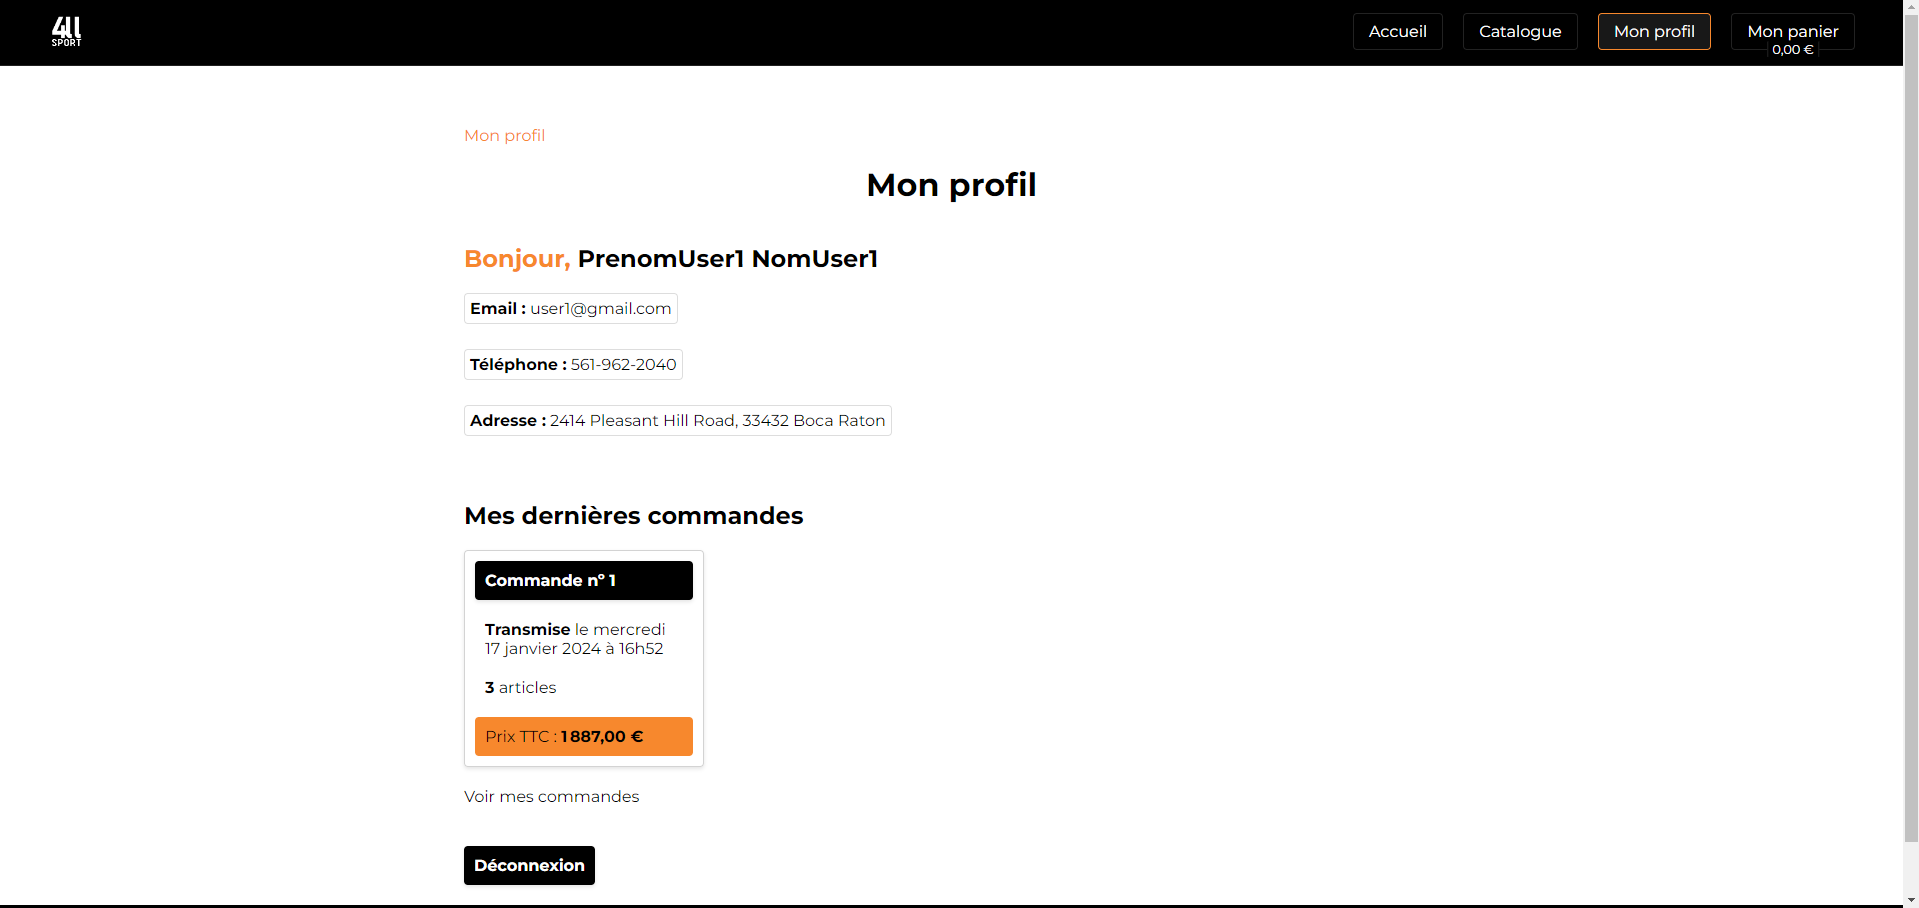 4LL
SPORT
Accueil
Catalogue
Mon profil
Mon panier
0,00 €
Mon profil
Mon profil
Bonjour, PrenomUser1 NomUser1
Email : user1@gmail.com
Téléphone : 561-962-2040
Adresse : 2414 Pleasant Hill Road, 33432 Boca Raton
Mes dernières commandes
Commande nº 1
Transmise le mercredi
17 janvier 2024 à 16h52
3 articles
Prix TTC : 1 887,00 €
Voir mes commandes
Déconnexion